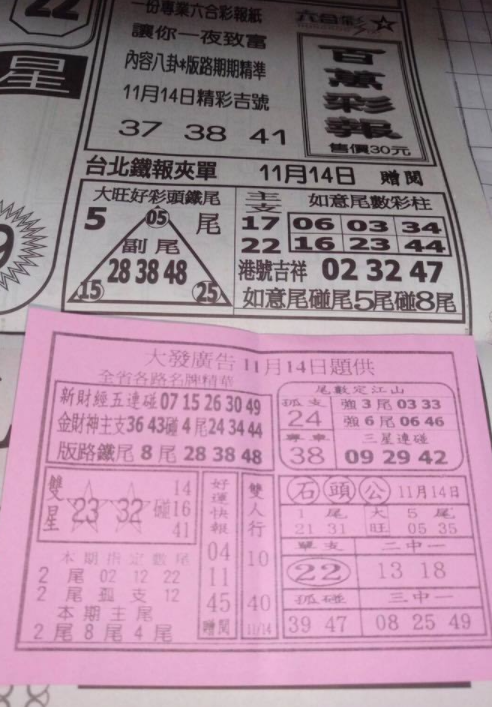 22
星
9
一份專業六合彩報紙
讓你一夜致富
內容八卦*版路期期精準
11月14日精彩吉號
37 38 41
六合彩
百萬彩報
售價30元
台北鐵報夾單 11月14日 贈閱
大旺好彩頭鐵尾
5 05 尾
副尾
28 38 48
15 25
主支
17
22
如意尾數彩柱
06 03 34
16 23 44
港號吉祥 02 32 47
如意尾碰尾5尾碰8尾
大發廣告11月14日題供
全省各路名牌精華
新財經五連碰07 15 26 30 49
金財神主支36 43碰4尾24 34 44
版路鐵尾 8 尾 28 38 48
尾數定江山
孤支
24
強 3 尾 03 33
強 6 尾 06 46
專車
38
三星連碰
09 29 42
雙星
23 32
碰
14
16
41
本期指定數尾
2 尾 02 12 22
2 尾孤支 12
本期主尾
2 尾 8 尾 4 尾
好運快報
04
11
45
贈閱
雙人行
10
40
11/14
石頭公 11月14日
1 尾 大 5 尾
21 31 旺 05 35
單支 二中一
22 13 18
孤碰 三中一
39 47 08 25 49